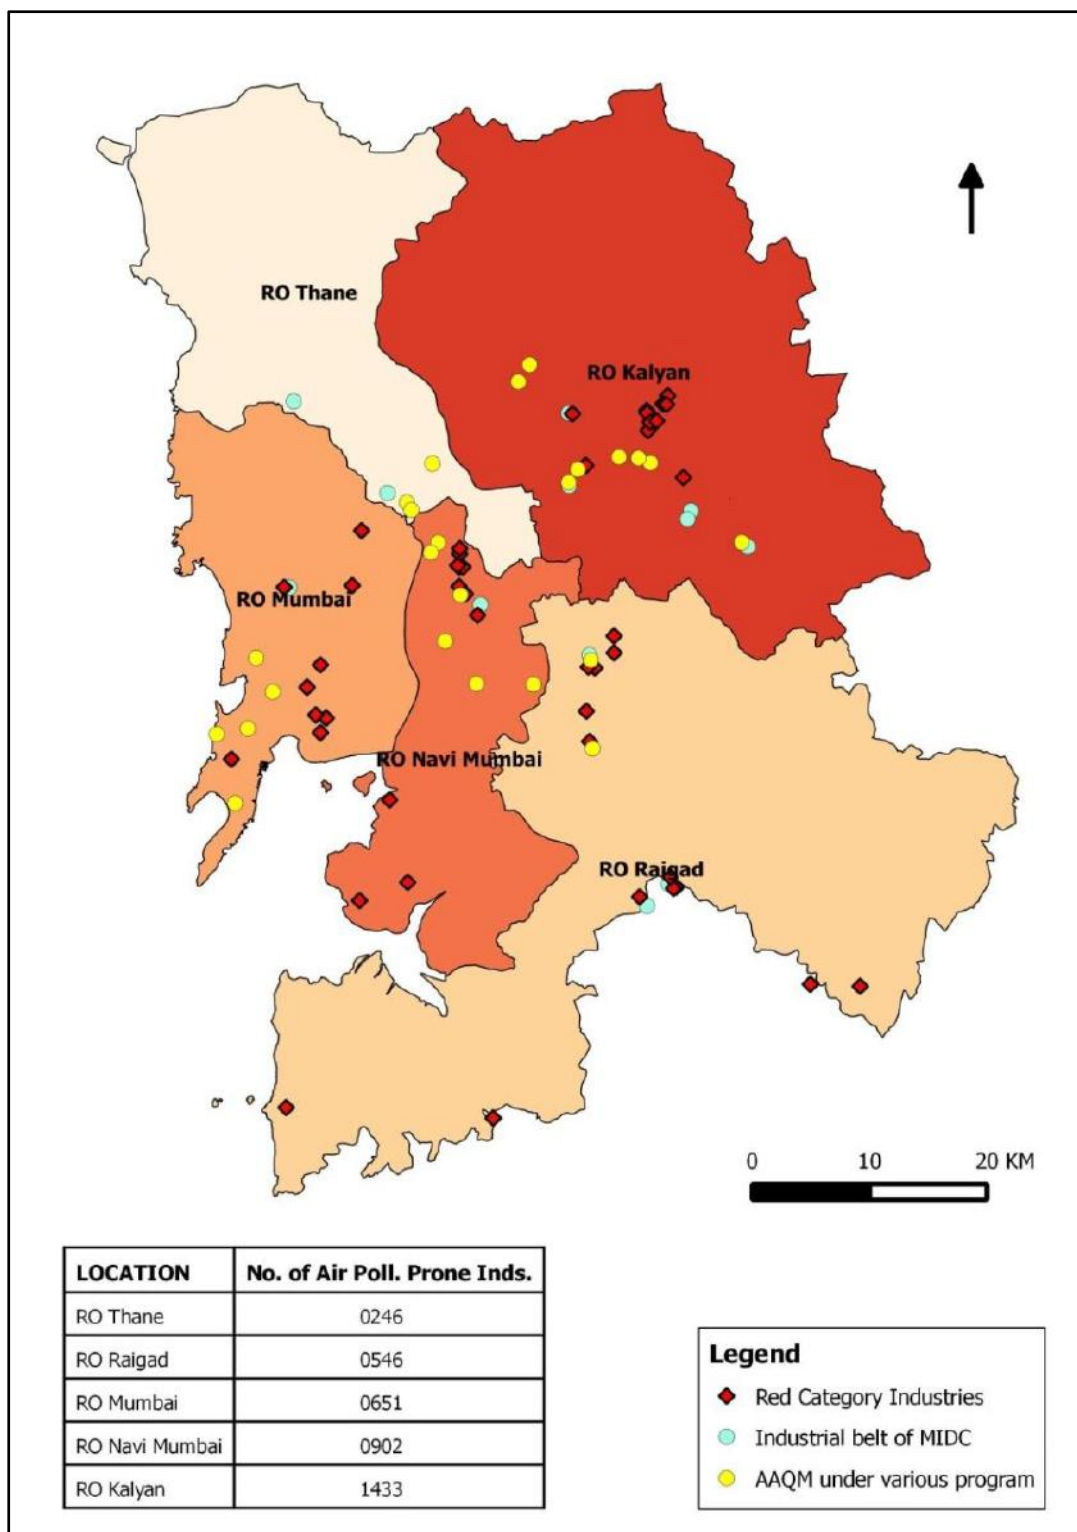 RO Thane
RO Kalyan
RO Mumbai
RO Navi Mumbai
RO Raigad
0 10 20 KM
LOCATION No. of Air Poll. Prone Inds.
RO Thane 0246
RO Raigad 0546
RO Mumbai 0651
RO Navi Mumbai 0902
RO Kalyan 1433
Legend
Red Category Industries
Industrial belt of MIDC
AAQM under various program